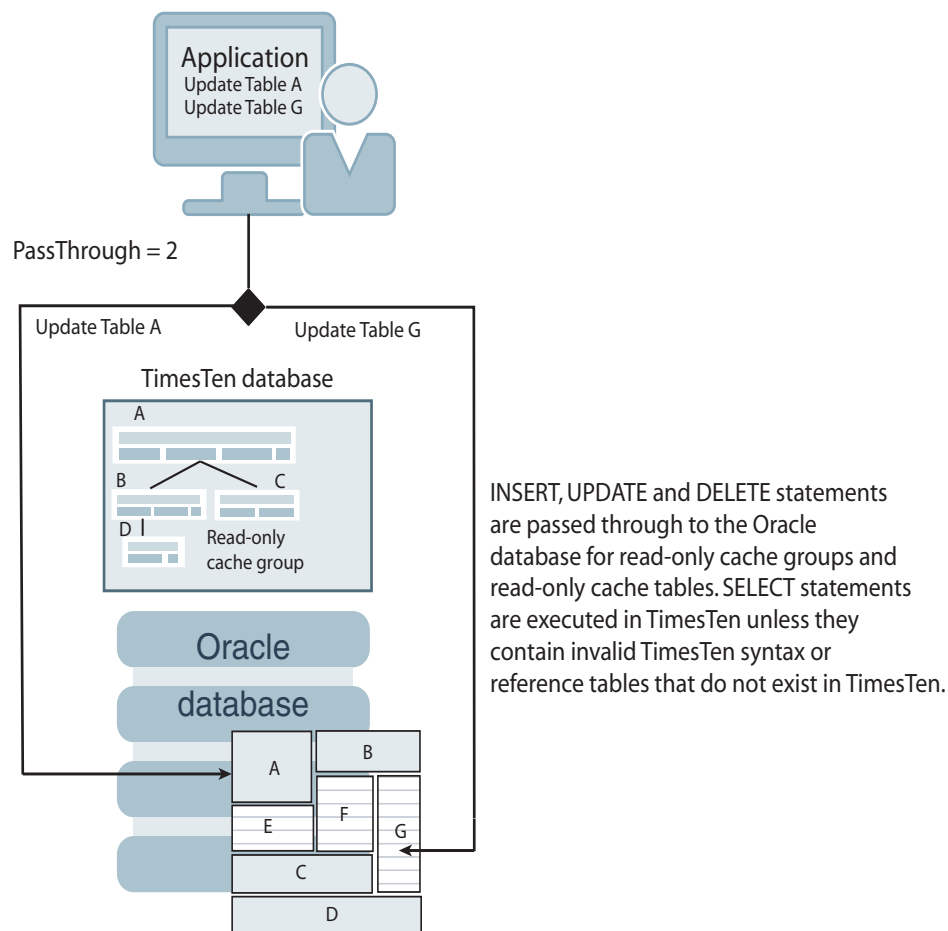 Application
Update Table A
Update Table G
PassThrough = 2
Update Table A
Update Table G
TimesTen database
A
B
C
D
Read-only
cache group
INSERT, UPDATE and DELETE statements
are passed through to the Oracle
database for read-only cache groups and
read-only cache tables. SELECT statements
are executed in TimesTen unless they
contain invalid TimesTen syntax or
reference tables that do not exist in TimesTen.
Oracle
database
A
B
E
F
G
C
D